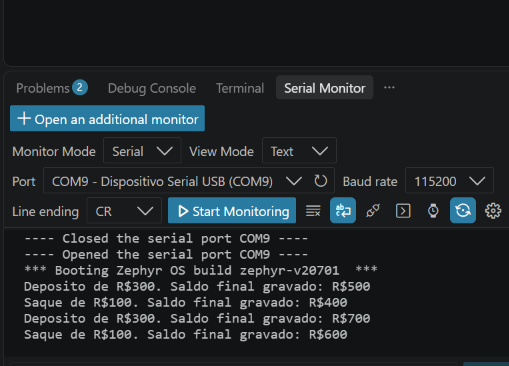 Problems 2 Debug Console Terminal Serial Monitor ···
+ Open an additional monitor
Monitor Mode Serial View Mode Text
Port COM9 - Dispositivo Serial USB (COM9) Baud rate 115200
Line ending CR Start Monitoring
---- Closed the serial port COM9 ----
---- Opened the serial port COM9 ----
*** Booting Zephyr OS build zephyr-v20701  ***
Deposito de R$300. Saldo final gravado: R$500
Saque de R$100. Saldo final gravado: R$400
Deposito de R$300. Saldo final gravado: R$700
Saque de R$100. Saldo final gravado: R$600